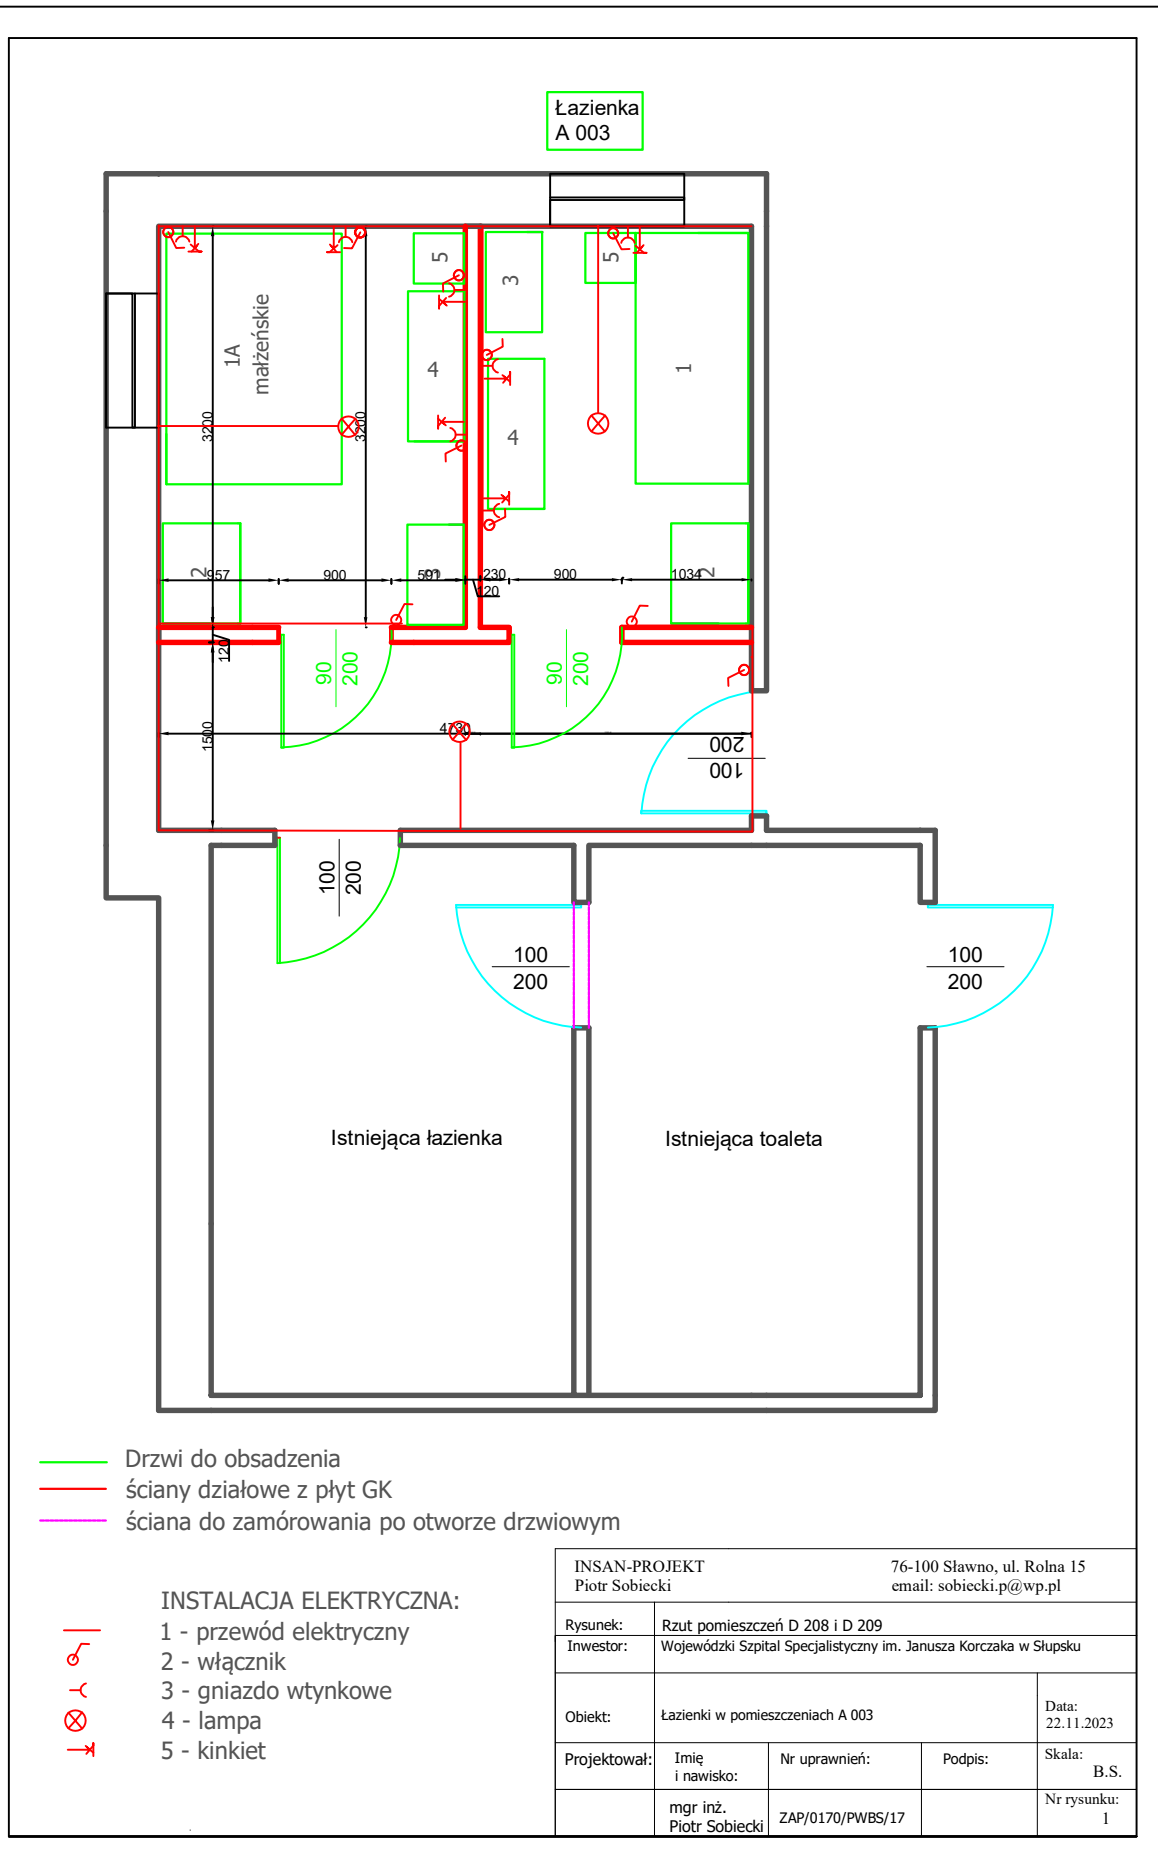 Łazienka
A 003
5
3
5
1A
małżeńskie
4
1
4
3200
3200
2
957
900
3
591
230
120
900
1034
2
120
90
200
90
200
1500
4730
100
200
100
200
100
200
100
200
Istniejąca łazienka
Istniejąca toaleta
Drzwi do obsadzenia
ściany działowe z płyt GK
ściana do zamórowania po otworze drzwiowym
INSTALACJA ELEKTRYCZNA:
1 - przewód elektryczny
2 - włącznik
3 - gniazdo wtynkowe
4 - lampa
5 - kinkiet
INSAN-PROJEKT
Piotr Sobiecki
76-100 Sławno, ul. Rolna 15
email: sobiecki.p@wp.pl
Rysunek:
Rzut pomieszczeń D 208 i D 209
Inwestor:
Wojewódzki Szpital Specjalistyczny im. Janusza Korczaka w Słupsku
Obiekt:
Łazienki w pomieszczeniach A 003
Data:
22.11.2023
Projektował:
Imię
i nawisko:
Nr uprawnień:
Podpis:
Skala:
B.S.
mgr inż.
Piotr Sobiecki
ZAP/0170/PWBS/17
Nr rysunku:
1